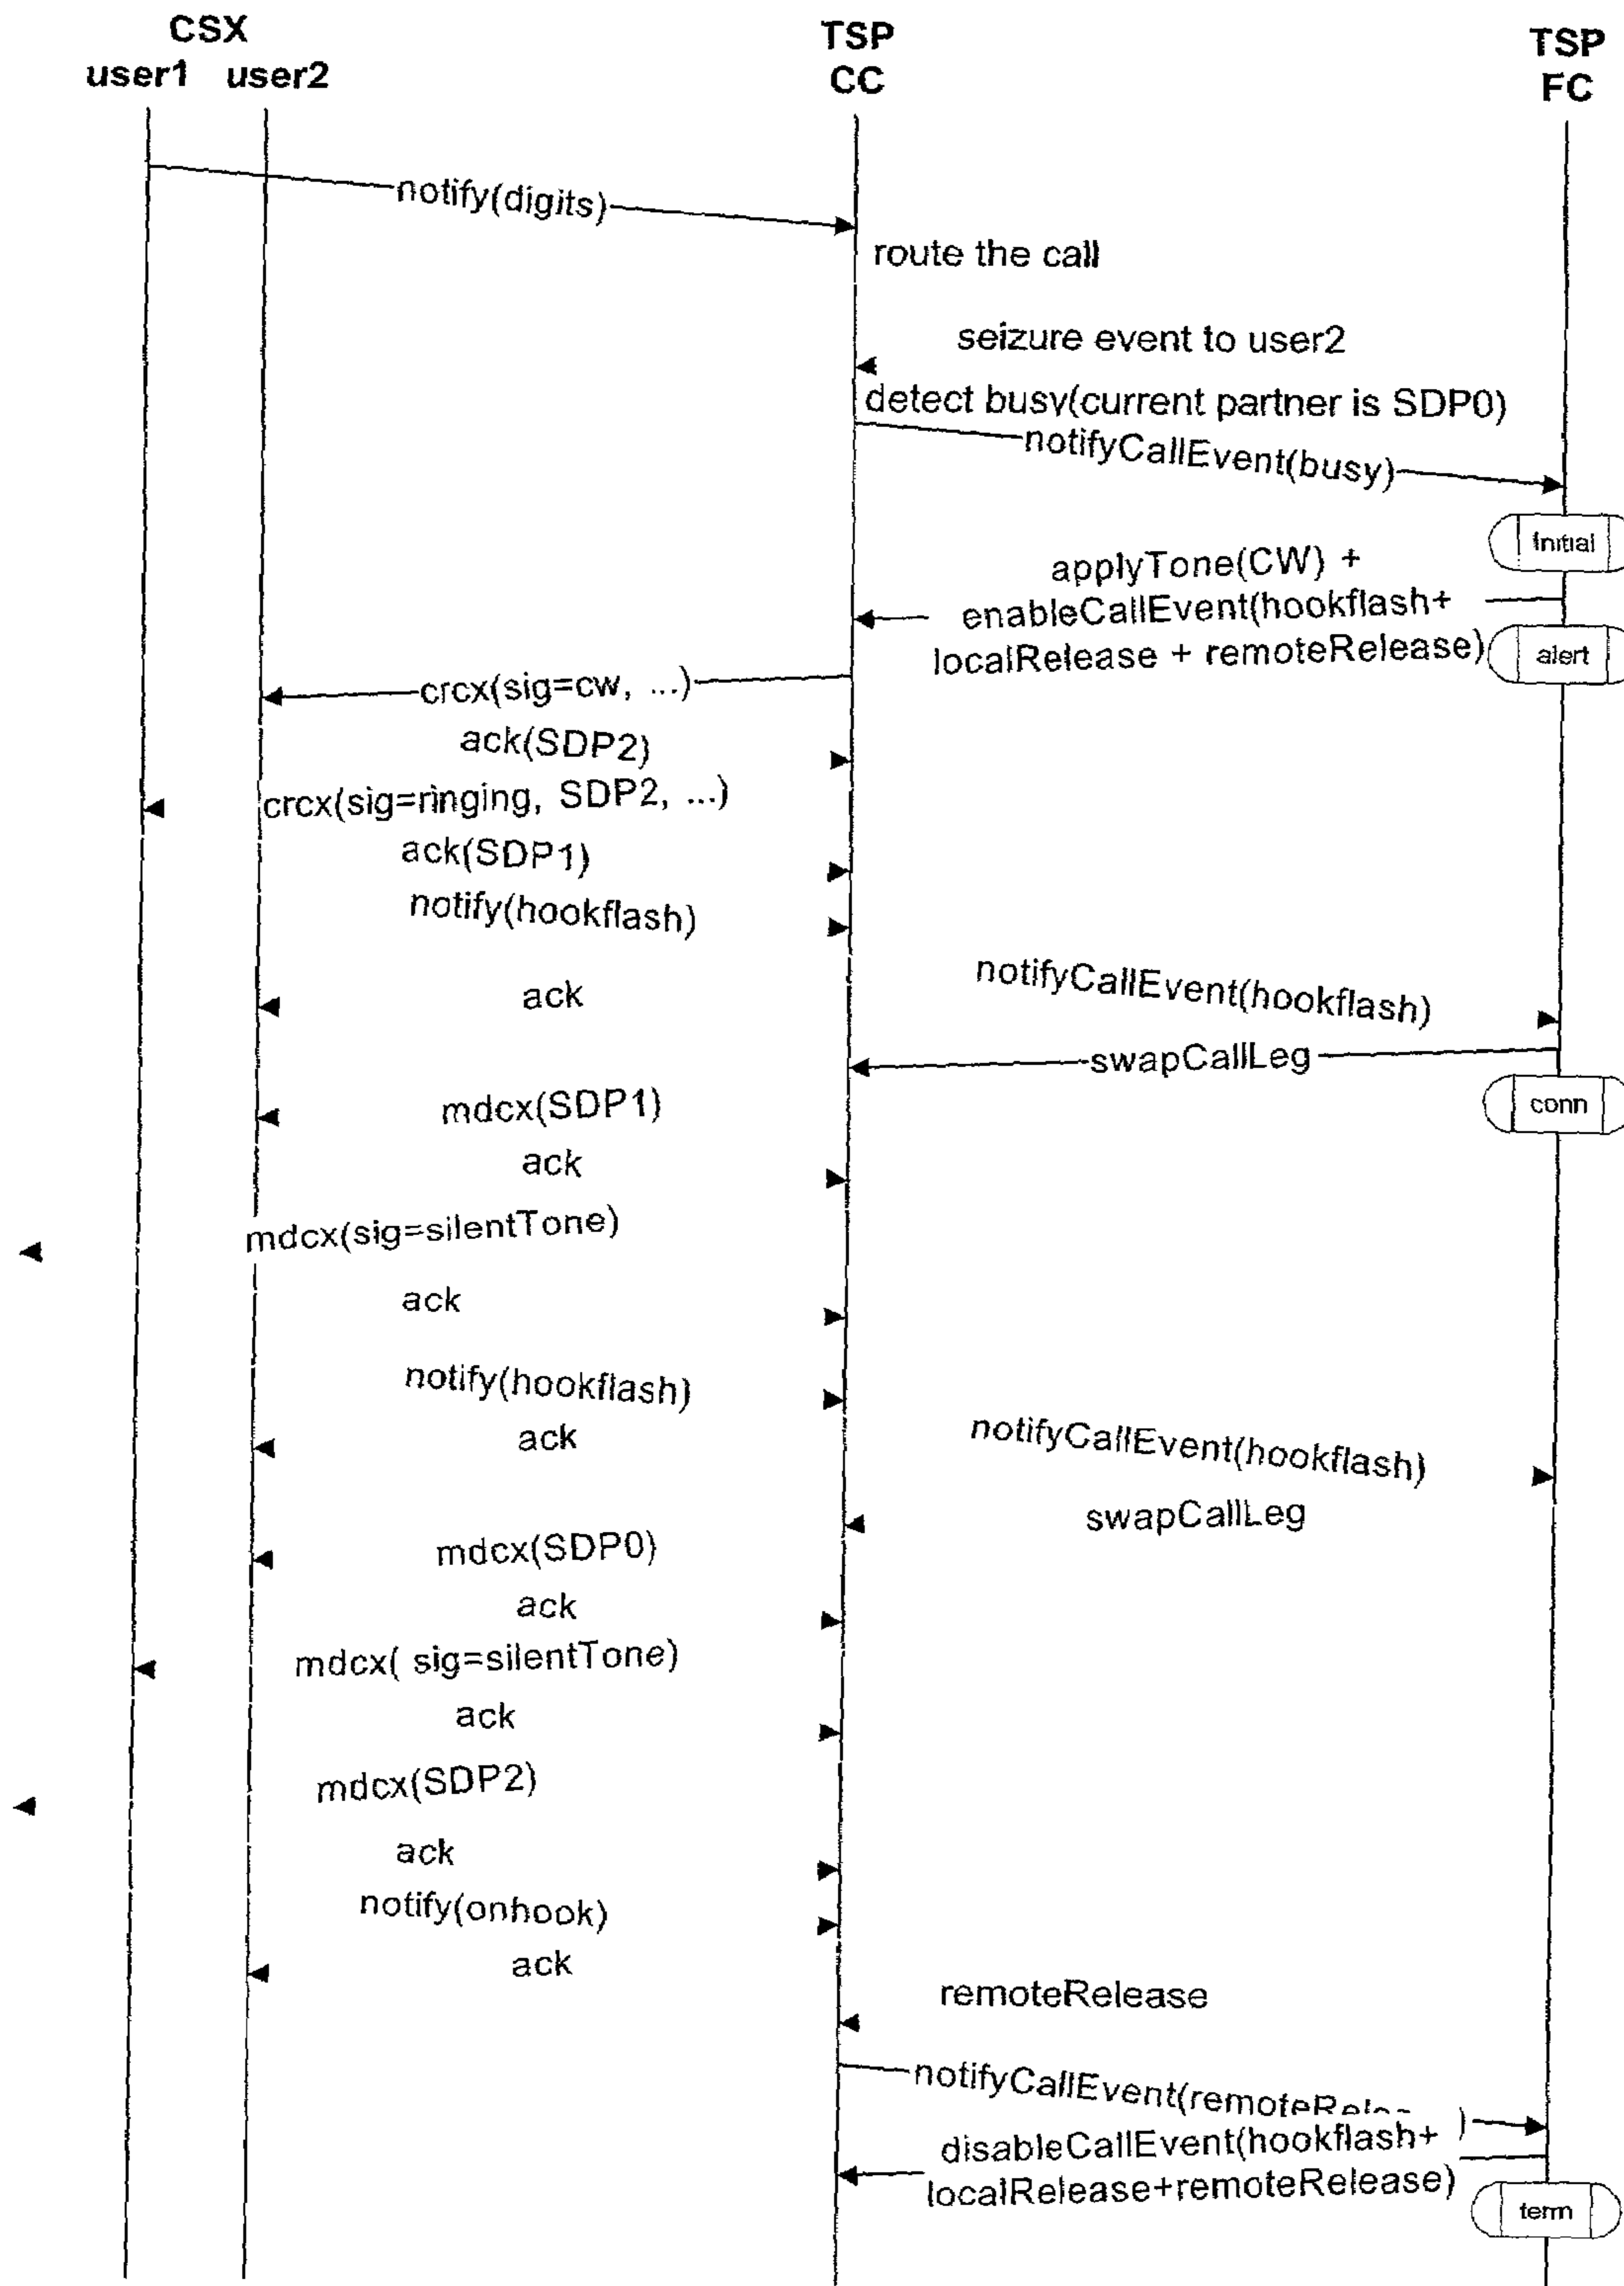 CSX
user1 user2
TSP
CC
TSP
FC
notify(digits)
route the call
seizure event to user2
detect busy(current partner is SDP0)
notifyCallEvent(busy)
Initial
applyTone(CW) +
enableCallEvent(hookflash+
localRelease + remoteRelease)
alert
crcx(sig=cw, ...)
ack(SDP2)
crcx(sig=ringing, SDP2, ...)
ack(SDP1)
notify(hookflash)
ack
notifyCallEvent(hookflash)
swapCallLeg
conn
mdcx(SDP1)
ack
mdcx(sig=silentTone)
ack
notify(hookflash)
ack
notifyCallEvent(hookflash)
swapCallLeg
mdcx(SDP0)
ack
mdcx( sig=silentTone)
ack
mdcx(SDP2)
ack
notify(onhook)
ack
remoteRelease
notifyCallEvent(
disableCallEvent(hookflash+
localRelease+remoteRelease)
term